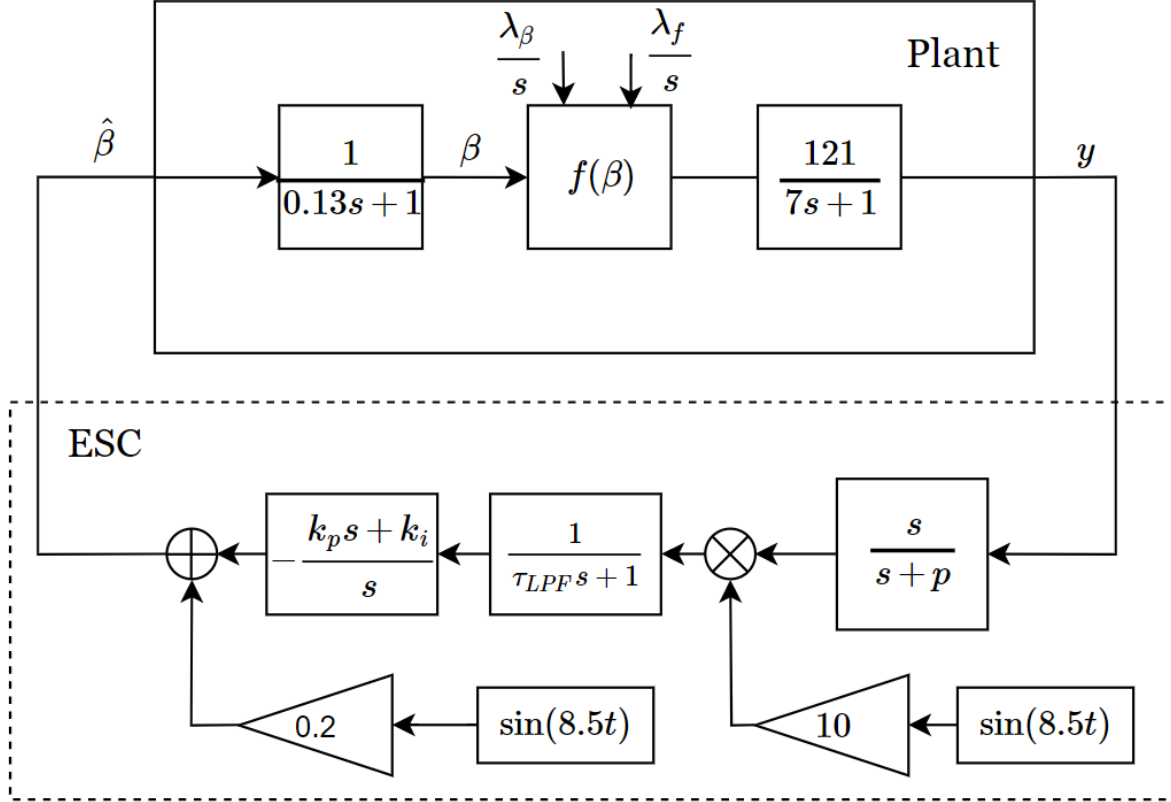 λ_β/s
λ_f/s
Plant
β̂
1/(0.13s + 1)
β
f(β)
121/(7s + 1)
y
ESC
-(k_p s + k_i)/s
1/(τ_LPF s + 1)
s/(s + p)
0.2
sin(8.5t)
10
sin(8.5t)